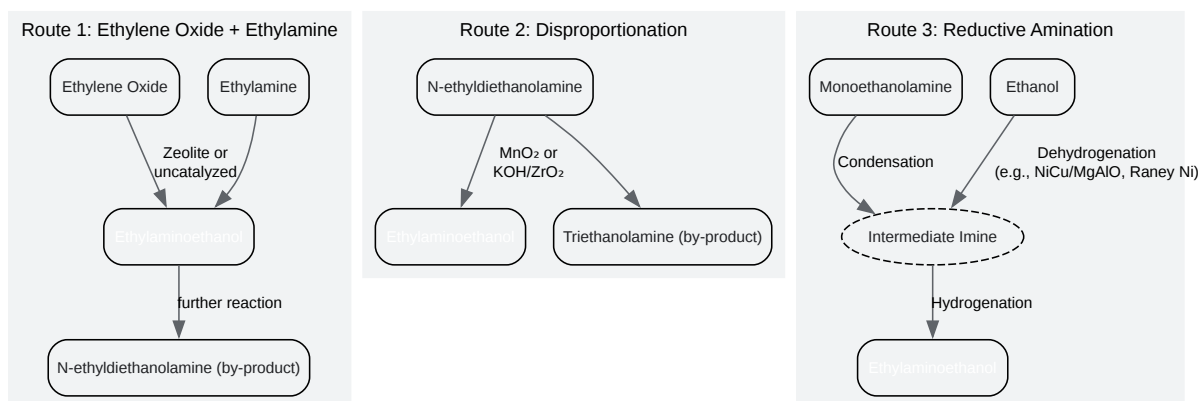 Route 1: Ethylene Oxide + Ethylamine
Ethylene Oxide
Ethylamine
Zeolite or
uncatalyzed
Ethylaminoethanol
further reaction
N-ethyldiethanolamine (by-product)
Route 2: Disproportionation
N-ethyldiethanolamine
MnO₂ or
KOH/ZrO₂
Ethylaminoethanol
Triethanolamine (by-product)
Route 3: Reductive Amination
Monoethanolamine
Ethanol
Condensation
Dehydrogenation
(e.g., NiCu/MgAlO, Raney Ni)
Intermediate Imine
Hydrogenation
Ethylaminoethanol